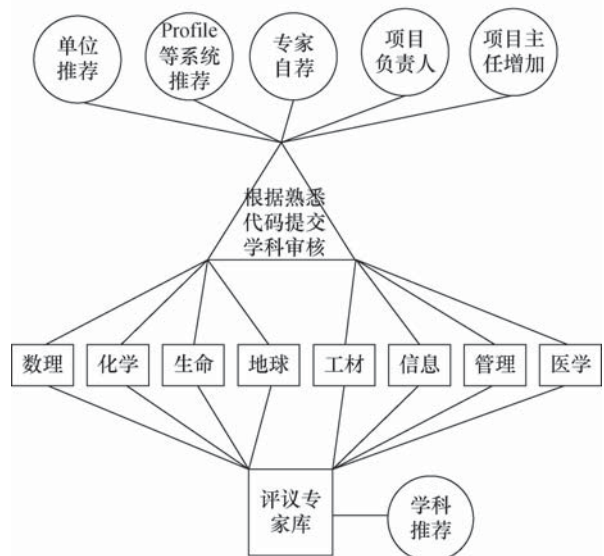 单位
推荐
Profile
等系统
推荐
专家
自荐
项目
负责人
项目主
任增加
根据熟悉
代码提交
学科审核
数理
化学
生命
地球
工材
信息
管理
医学
评议专
家库
学科
推荐